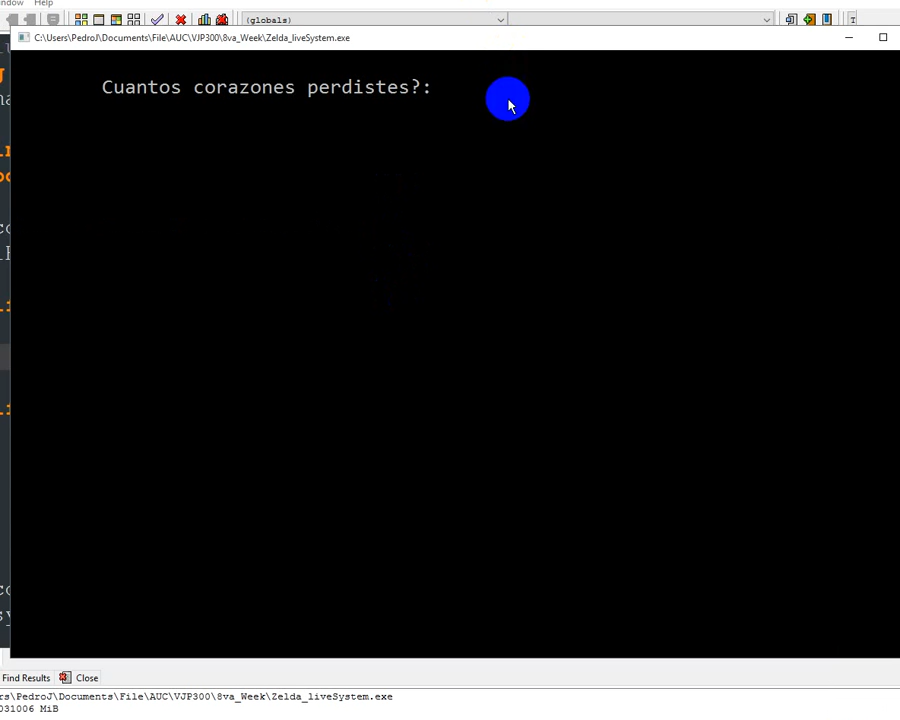 Help
(globals)
C:\Users\PedroJ\Documents\File\AUC\VJP300\8va_Week\Zelda_liveSystem.exe
Cuantos corazones perdistes?:
Find Results Close
rs\PedroJ\Documents\File\AUC\VJP300\8va_Week\Zelda_liveSystem.exe
031006 MiB